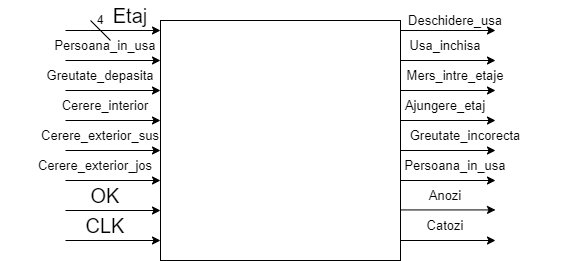 4 Etaj
Persoana_in_usa
Greutate_depasita
Cerere_interior
Cerere_exterior_sus
Cerere_exterior_jos
OK
CLK
Deschidere_usa
Usa_inchisa
Mers_intre_etaje
Ajungere_etaj
Greutate_incorecta
Persoana_in_usa
Anozi
Catozi